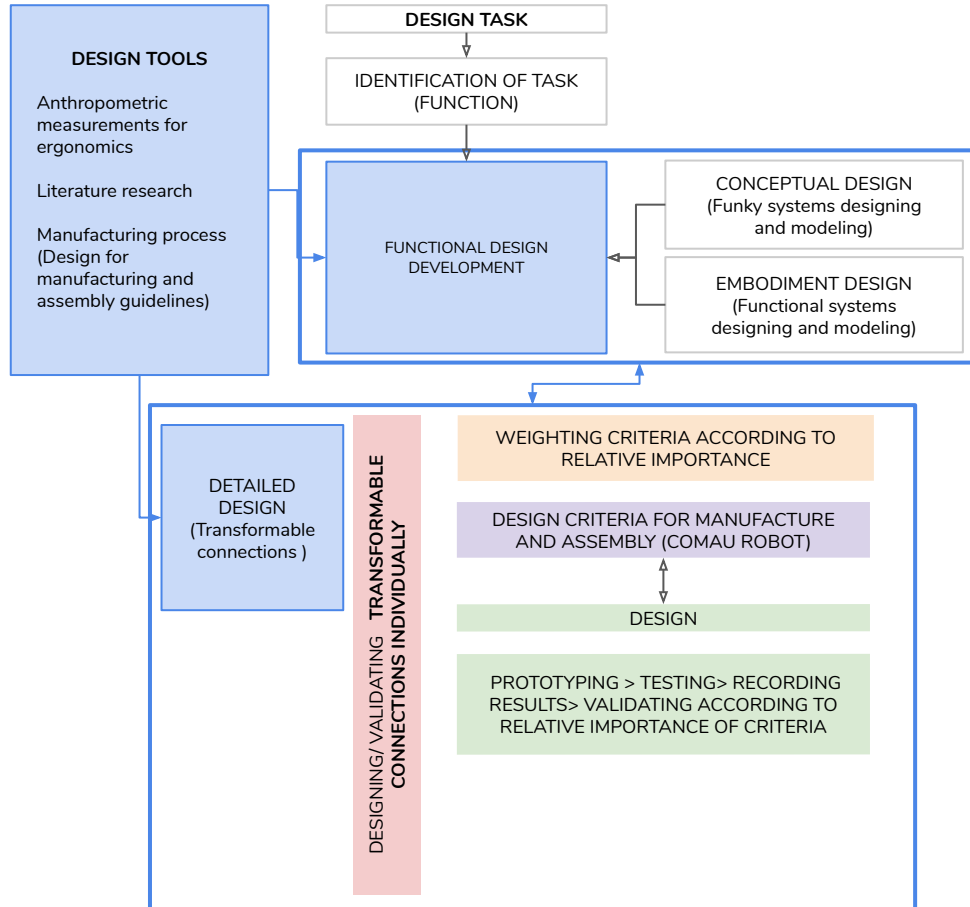 DESIGN TASK
IDENTIFICATION OF TASK
(FUNCTION)
DESIGN TOOLS
Anthropometric
measurements for
ergonomics
Literature research
Manufacturing process
(Design for
manufacturing and
assembly guidelines)
FUNCTIONAL DESIGN
DEVELOPMENT
CONCEPTUAL DESIGN
(Funky systems designing
and modeling)
EMBODIMENT DESIGN
(Functional systems
designing and modeling)
DETAILED
DESIGN
(Transformable
connections )
DESIGNING/ VALIDATING TRANSFORMABLE
CONNECTIONS INDIVIDUALLY
WEIGHTING CRITERIA ACCORDING TO
RELATIVE IMPORTANCE
DESIGN CRITERIA FOR MANUFACTURE
AND ASSEMBLY (COMAU ROBOT)
DESIGN
PROTOTYPING > TESTING> RECORDING
RESULTS> VALIDATING ACCORDING TO
RELATIVE IMPORTANCE OF CRITERIA